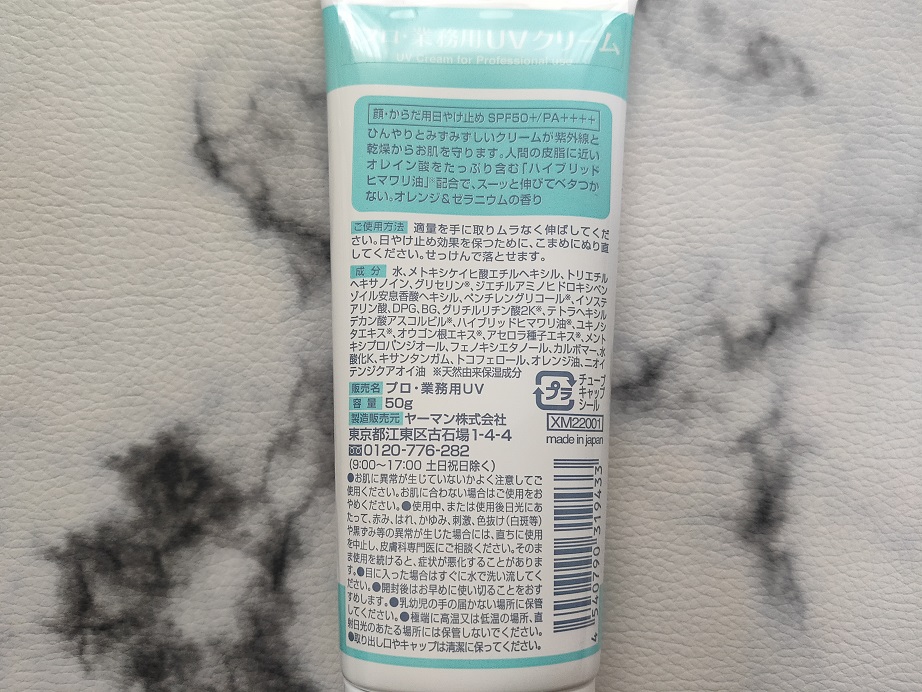 プロ・業務用UVクリーム
UV Cream for Professional Use
顔・からだ用日やけ止め SPF50+/PA++++
ひんやりとみずみずしいクリームが紫外線と
乾燥からお肌を守ります。人間の皮脂に近い
オレイン酸をたっぷり含む「ハイブリッド
ヒマワリ油」※配合で、スーッと伸びてベタつか
ない。オレンジ&ゼラニウムの香り
ご使用方法 適量を手に取りムラなく伸ばしてくだ
さい。日やけ止め効果を保つために、こまめにぬり直
してください。せっけんで落とせます。
成分 水、メトキシケイヒ酸エチルヘキシル、トリエチル
ヘキサノイン、グリセリン※、ジエチルアミノヒドロキシベン
ゾイル安息香酸ヘキシル、ペンチレングリコール※、イソステ
アリン酸、DPG、BG、グリチルリチン酸2K※、テトラヘキシル
デカン酸アスコルビル※、ハイブリッドヒマワリ油※、ユキノシ
タエキス※、オウゴン根エキス※、アセロラ種子エキス※、メント
キシプロパンジオール、フェノキシエタノール、カルボマー、水
酸化K、キサンタンガム、トコフェロール、オレンジ油、ニオイ
テンジクアオイ油 ※天然由来保湿成分
販売名 プロ・業務用UV
容量 50g
製造販売元 ヤーマン株式会社
東京都江東区古石場1-4-4
0120-776-282
(9:00〜17:00 土日祝日除く)
プラ
チューブ
キャップ
シール
XM22001
made in japan
●お肌に異常が生じていないかよく注意してご
使用ください。お肌に合わない場合はご使用をお
やめください。●使用中、または使用後日光にあ
たって、赤み、はれ、かゆみ、刺激、色抜け(白斑等)
や黒ずみ等の異常が生じた場合には、直ちに使用
を中止し、皮膚科専門医にご相談ください。そのま
ま使用を続けると、症状が悪化することがありま
す。●目に入った場合はすぐに水で洗い流してく
ださい。●開封後はお早めに使い切ることをおす
すめします。●乳幼児の手の届かない場所に保管
してください。●極端に高温又は低温の場所、直
射日光のあたる場所には保管しないでください。
●取り出し口やキャップは清潔に保ってください。
4 540790 319433